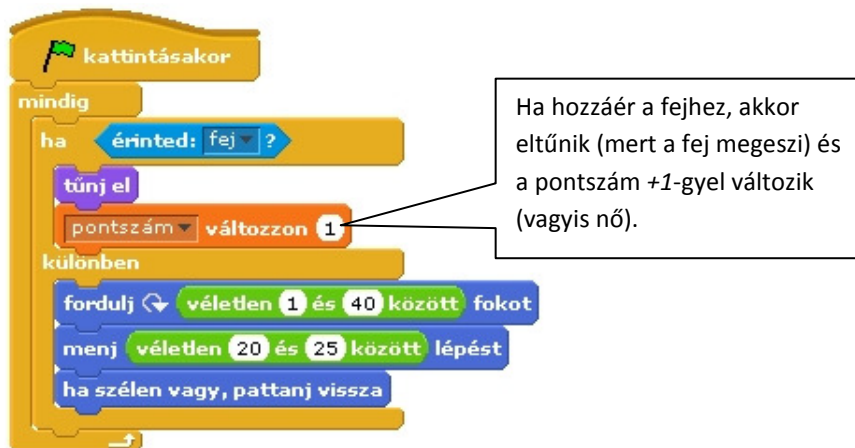 kattintásakor
mindig
ha érinted: fej ?
tűnj el
pontszám változzon 1
különben
fordulj véletlen 1 és 40 között fokot
menj véletlen 20 és 25 között lépést
ha szélen vagy, pattanj vissza
Ha hozzáér a fejhez, akkor
eltűnik (mert a fej megeszi) és
a pontszám +1-gyel változik
(vagyis nő).